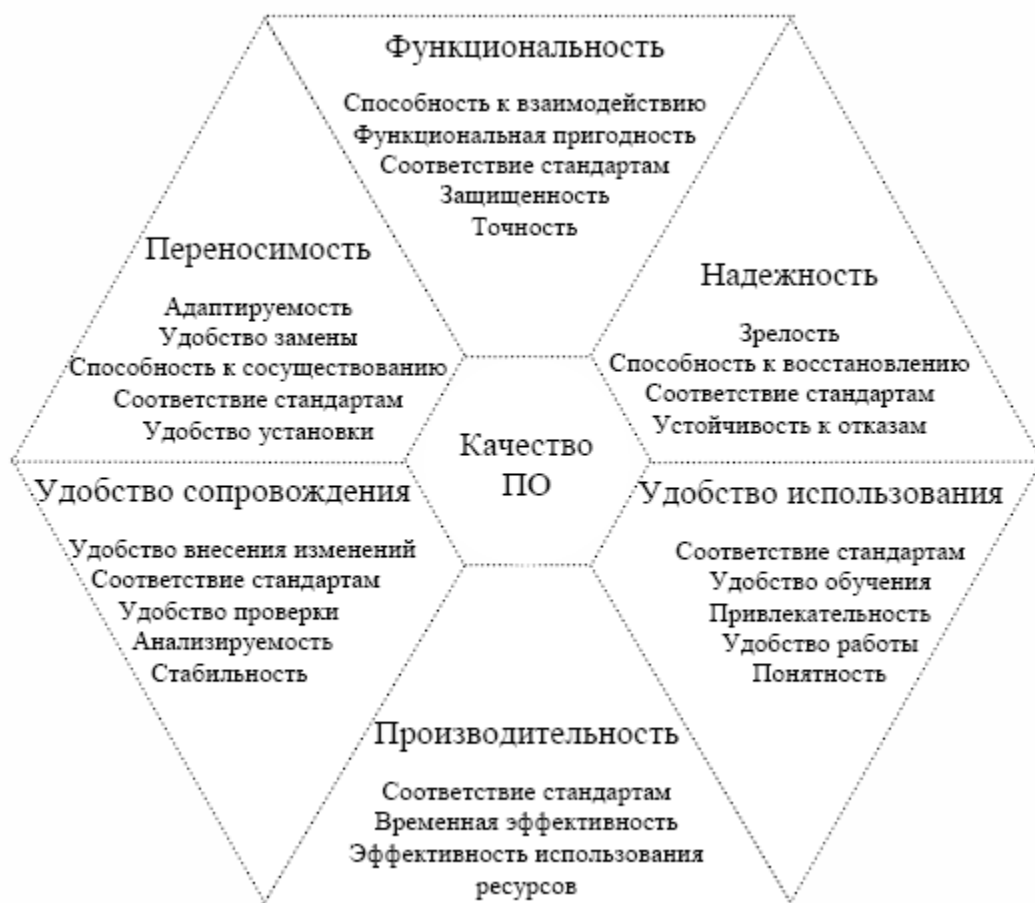 Функциональность
Способность к взаимодействию
Функциональная пригодность
Соответствие стандартам
Защищенность
Точность
Переносимость
Адаптируемость
Удобство замены
Способность к сосуществованию
Соответствие стандартам
Удобство установки
Надежность
Зрелость
Способность к восстановлению
Соответствие стандартам
Устойчивость к отказам
Качество
ПО
Удобство сопровождения
Удобство внесения изменений
Соответствие стандартам
Удобство проверки
Анализируемость
Стабильность
Удобство использования
Соответствие стандартам
Удобство обучения
Привлекательность
Удобство работы
Понятность
Производительность
Соответствие стандартам
Временная эффективность
Эффективность использования
ресурсов